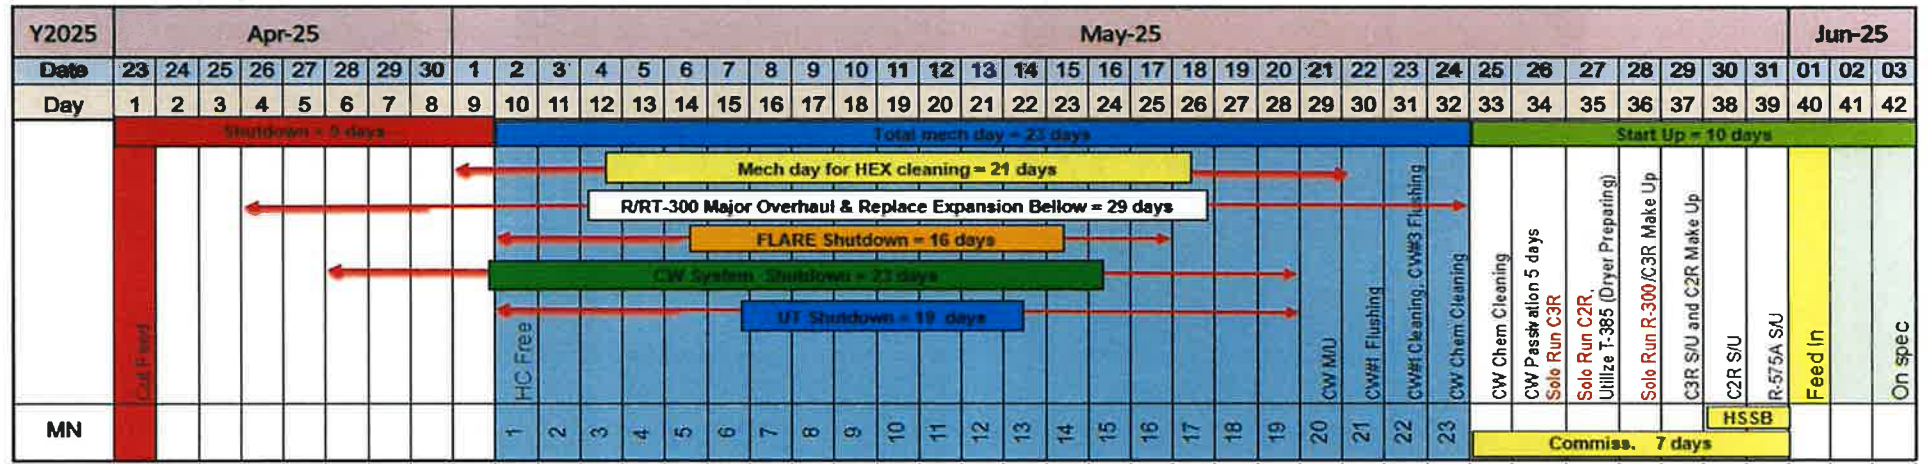 Y2025 Apr-25 May-25 Jun-25
Date 23 24 25 26 27 28 29 30 1 2 3 4 5 6 7 8 9 10 11 12 13 14 15 16 17 18 19 20 21 22 23 24 25 26 27 28 29 30 31 01 02 03
Day 1 2 3 4 5 6 7 8 9 10 11 12 13 14 15 16 17 18 19 20 21 22 23 24 25 26 27 28 29 30 31 32 33 34 35 36 37 38 39 40 41 42
Shutdown = 9 days Total mech day = 23 days Start Up = 10 days
Mech day for HEX cleaning = 21 days
R/RT-300 Major Overhaul & Replace Expansion Bellow = 29 days
FLARE Shutdown = 16 days
CW System Shutdown = 23 days
UT Shutdown = 19 days
Cut Feed
HC Free
CW M/U
CW#1 Flushing
CW#1 Cleaning, CW#3 Flushing
CW Chem Cleaning
CW Chem Cleaning
CW Passivation 5 days
Solo Run C3R
Solo Run C2R,
Utilize T-385 (Dryer Preparing)
Solo Run R-300/C3R Make Up
C3R S/U and C2R Make Up
C2R S/U
R-575A S/U
Feed In
On spec
MN 1 2 3 4 5 6 7 8 9 10 11 12 13 14 15 16 17 18 19 20 21 22 23
HSSB
Commiss. 7 days